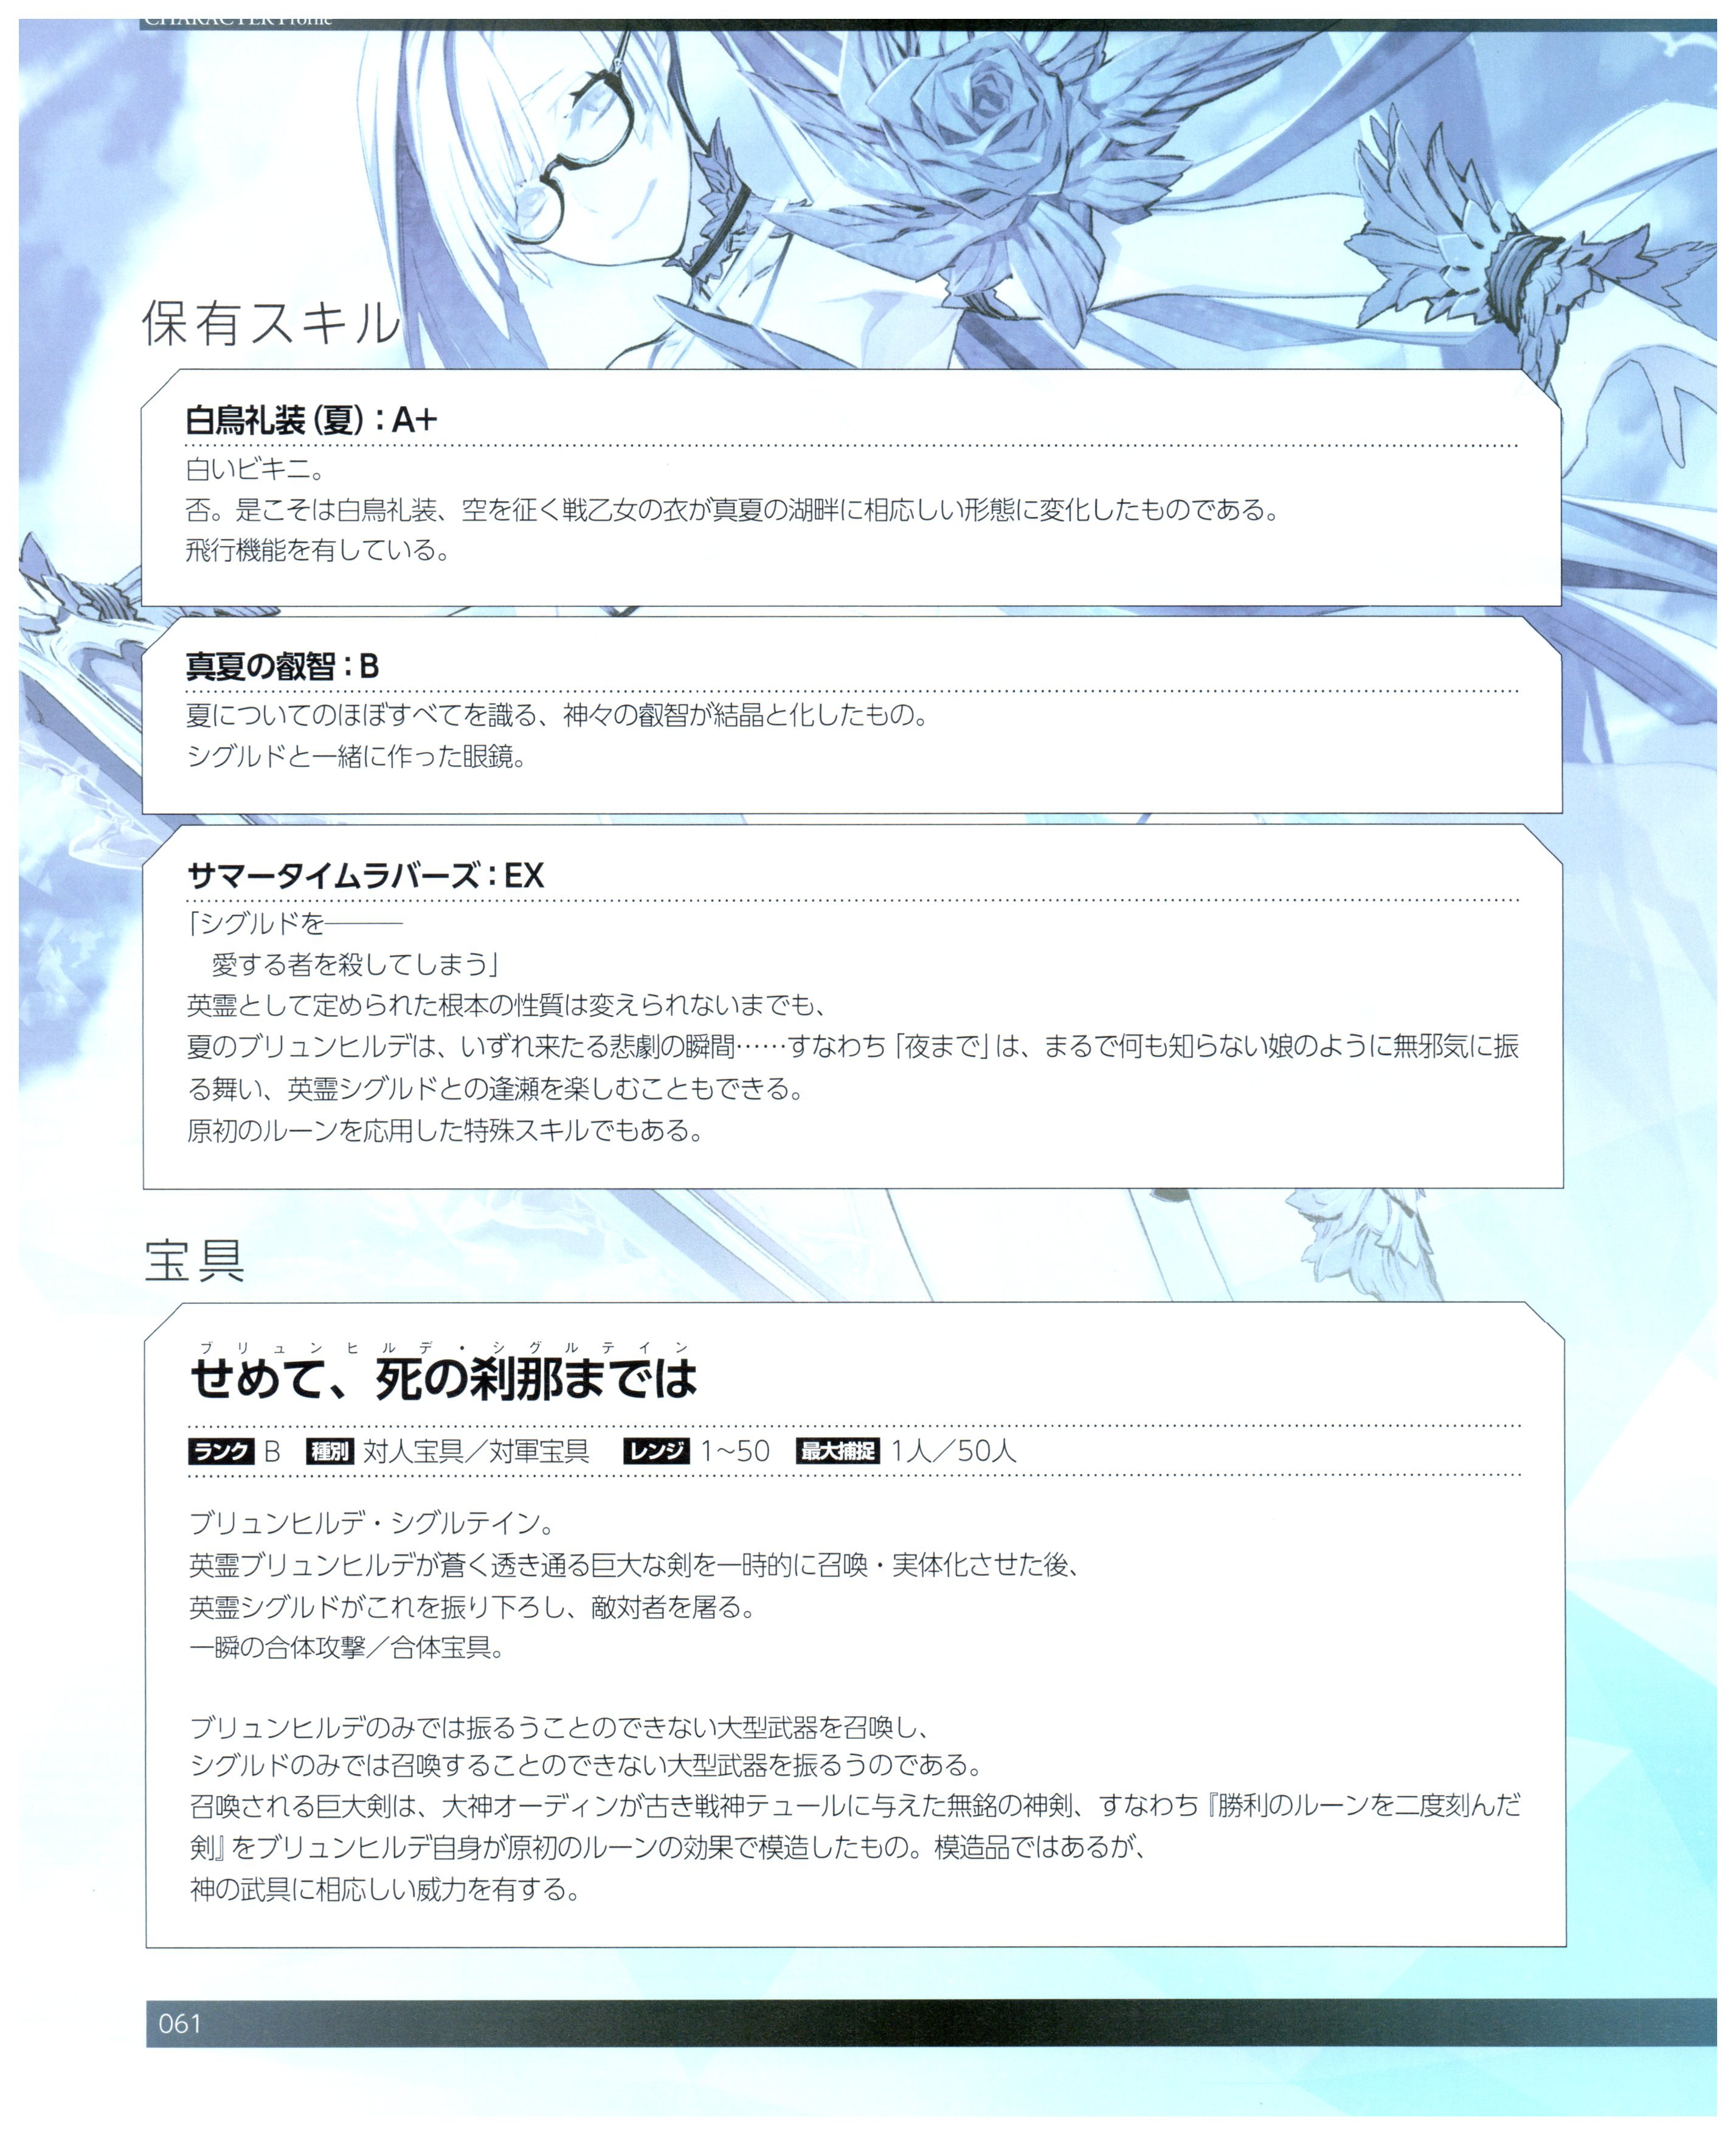 CHARACTER Profile
保有スキル
白鳥礼装(夏):A+
白いビキニ。
否。是こそは白鳥礼装、空を征く戦乙女の衣が真夏の湖畔に相応しい形態に変化したものである。
飛行機能を有している。
真夏の叡智:B
夏についてのほぼすべてを識る、神々の叡智が結晶と化したもの。
シグルドと一緒に作った眼鏡。
サマータイムラバーズ:EX
「シグルドを―――
愛する者を殺してしまう」
英霊として定められた根本の性質は変えられないまでも、
夏のブリュンヒルデは、いずれ来たる悲劇の瞬間……すなわち「夜まで」は、まるで何も知らない娘のように無邪気に振
る舞い、英霊シグルドとの逢瀬を楽しむこともできる。
原初のルーンを応用した特殊スキルでもある。
宝具
ブリュンヒルデ・シグルテイン
せめて、死の刹那までは
ランク B 種別 対人宝具/対軍宝具 レンジ 1~50 最大捕捉 1人/50人
ブリュンヒルデ・シグルテイン。
英霊ブリュンヒルデが蒼く透き通る巨大な剣を一時的に召喚・実体化させた後、
英霊シグルドがこれを振り下ろし、敵対者を屠る。
一瞬の合体攻撃/合体宝具。
ブリュンヒルデのみでは振るうことのできない大型武器を召喚し、
シグルドのみでは召喚することのできない大型武器を振るうのである。
召喚される巨大剣は、大神オーディンが古き戦神テュールに与えた無銘の神剣、すなわち『勝利のルーンを二度刻んだ
剣』をブリュンヒルデ自身が原初のルーンの効果で模造したもの。模造品ではあるが、
神の武具に相応しい威力を有する。
061